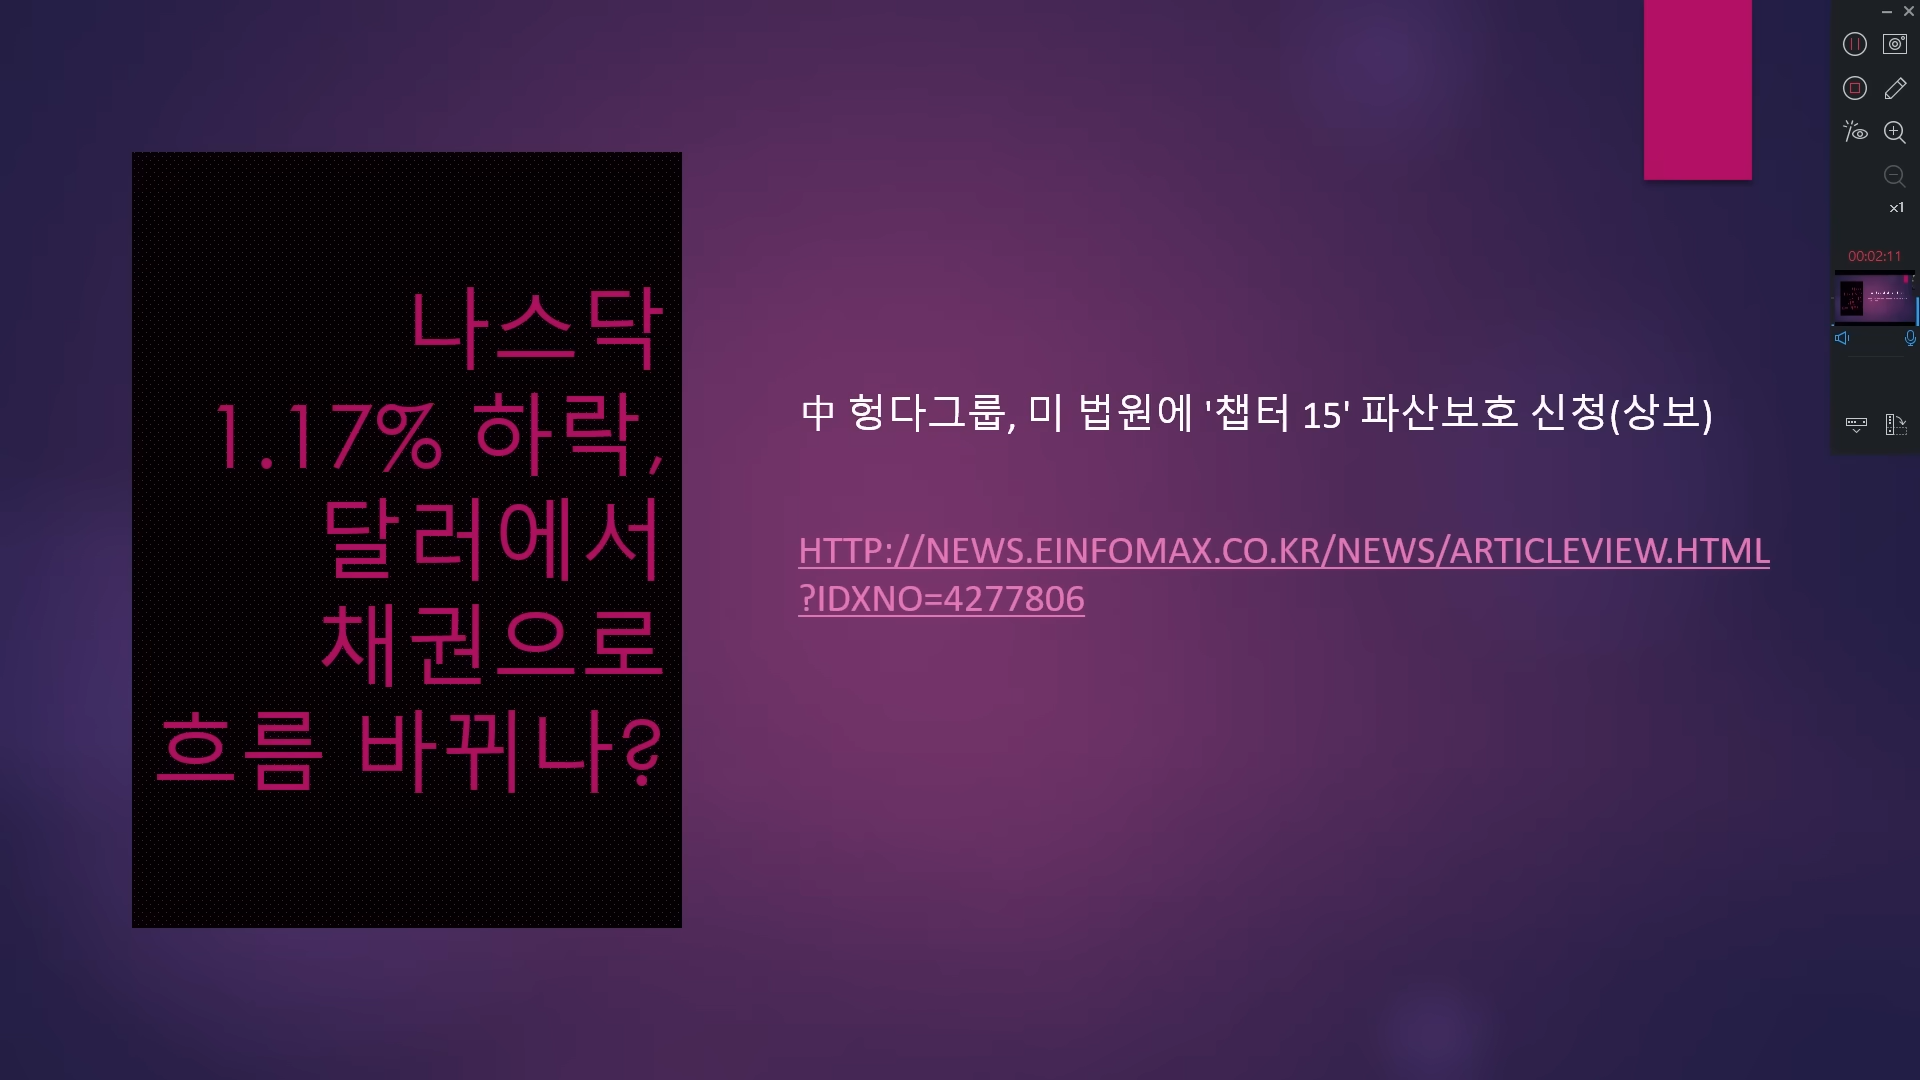 나스닥
1.17% 하락,
달러에서
채권으로
흐름 바뀌나?
中 헝다그룹, 미 법원에 '챕터 15' 파산보호 신청(상보)
HTTP://NEWS.EINFOMAX.CO.KR/NEWS/ARTICLEVIEW.HTML
?IDXNO=4277806
x1
00:02:11